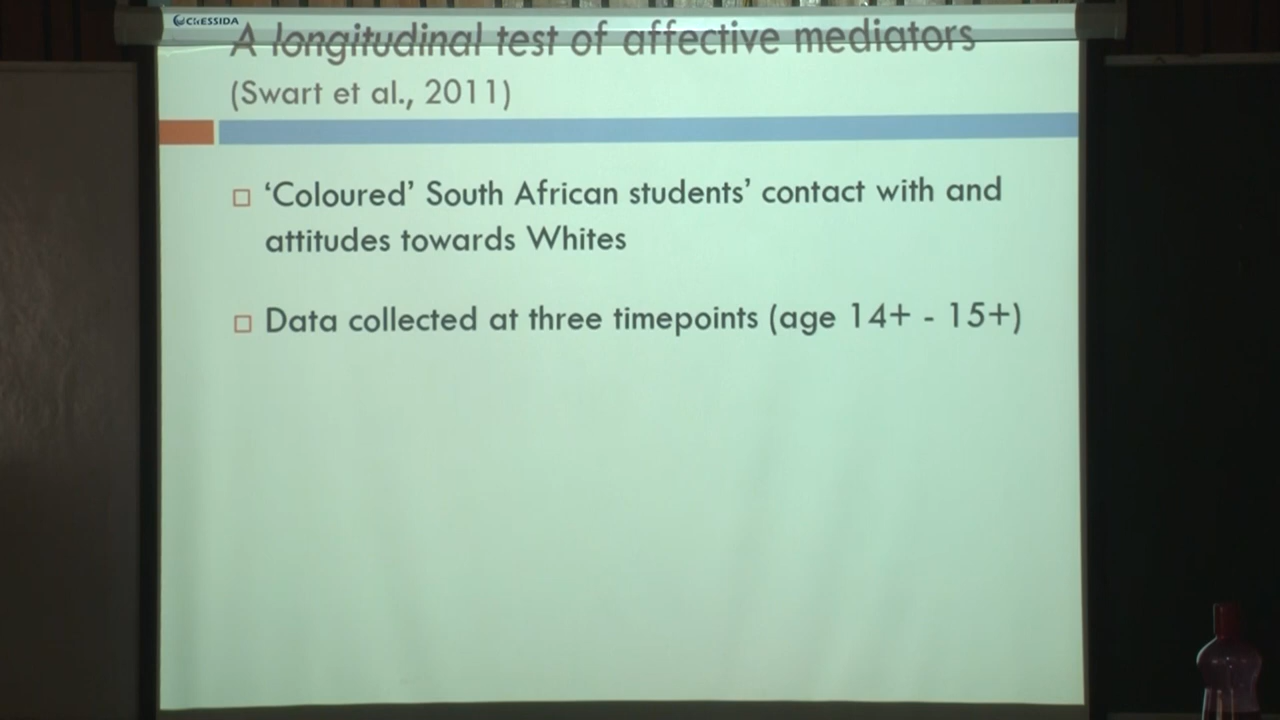 CHESSIDA
A longitudinal test of affective mediators
(Swart et al., 2011)
‘Coloured’ South African students’ contact with and
attitudes towards Whites
Data collected at three timepoints (age 14+ - 15+)